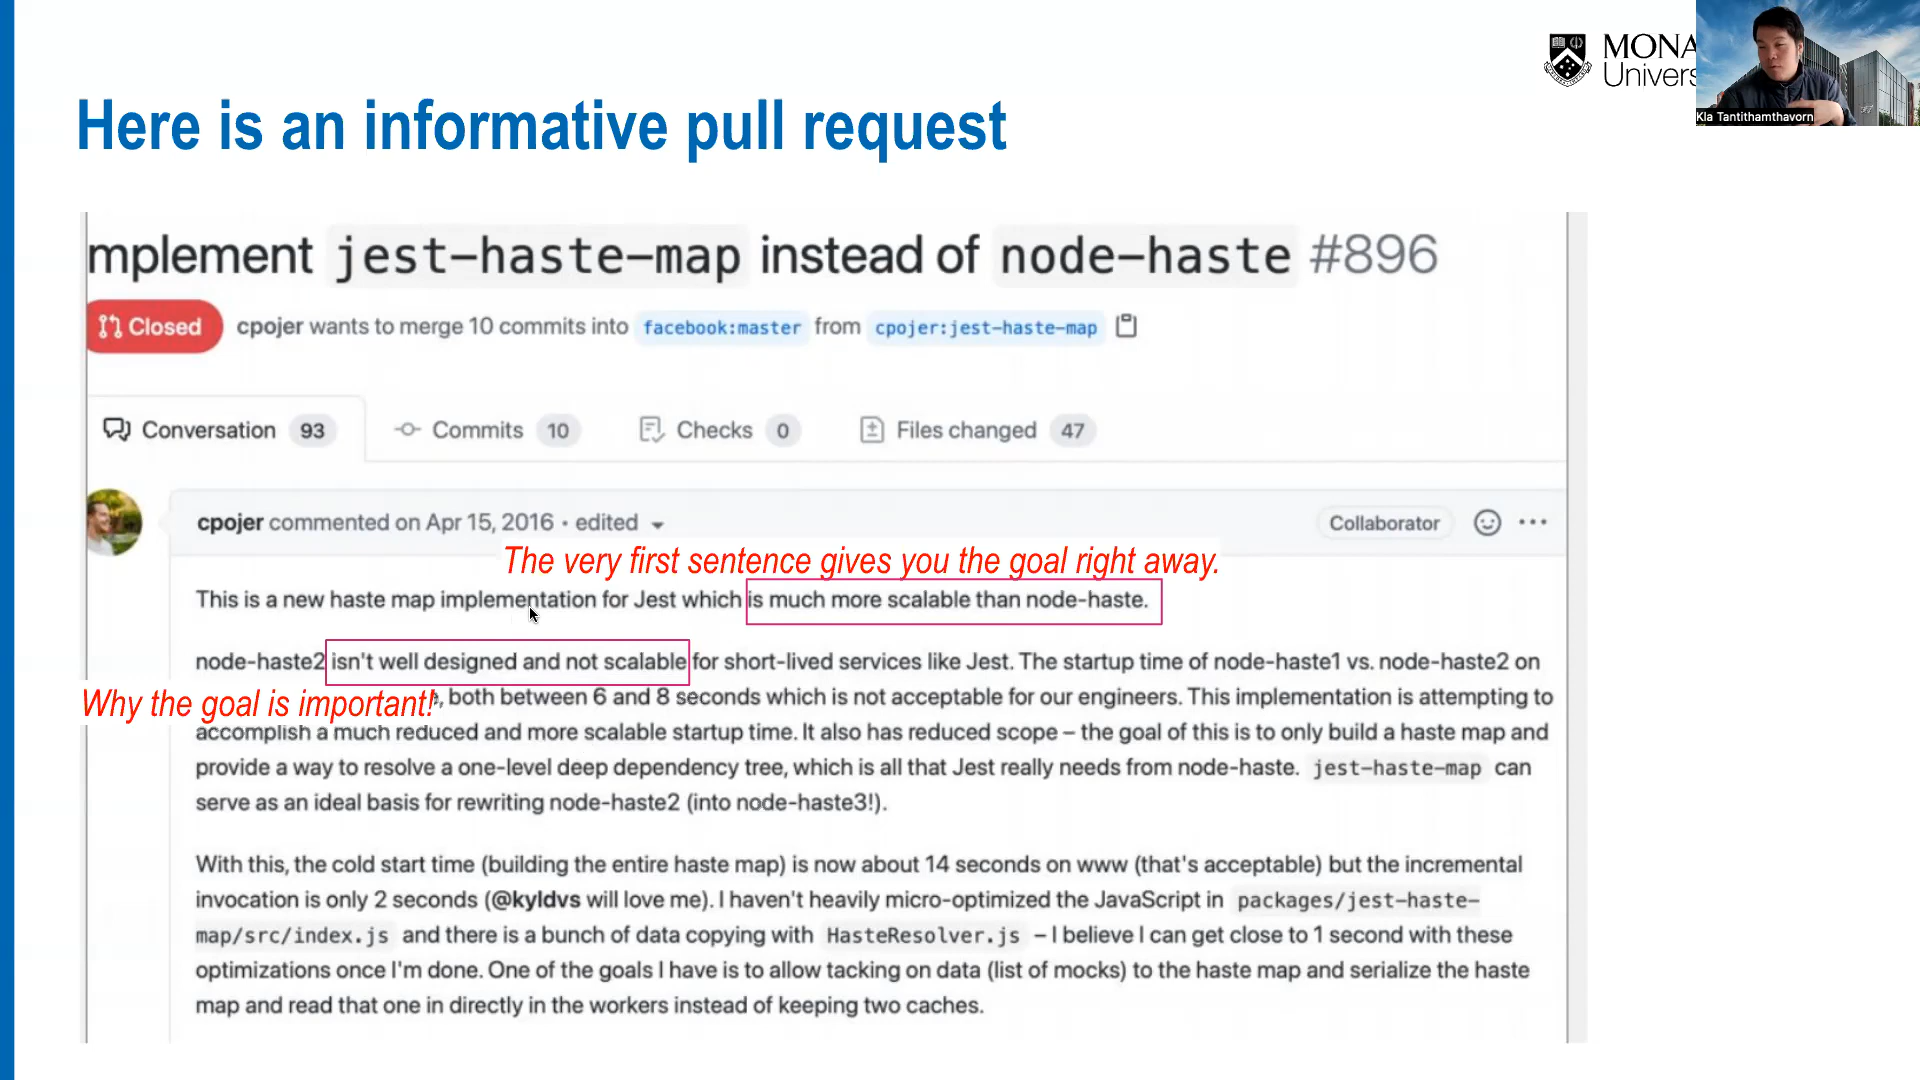 MONA
Univers
Kla Tantithamthavorn
Here is an informative pull request
mplement jest-haste-map instead of node-haste #896
Closed cpojer wants to merge 10 commits into facebook:master from cpojer:jest-haste-map
Conversation 93 Commits 10 Checks 0 Files changed 47
cpojer commented on Apr 15, 2016 • edited Collaborator
The very first sentence gives you the goal right away.
This is a new haste map implementation for Jest which is much more scalable than node-haste.
node-haste2 isn't well designed and not scalable for short-lived services like Jest. The startup time of node-haste1 vs. node-haste2 on
Why the goal is important!
, both between 6 and 8 seconds which is not acceptable for our engineers. This implementation is attempting to
accomplish a much reduced and more scalable startup time. It also has reduced scope – the goal of this is to only build a haste map and
provide a way to resolve a one-level deep dependency tree, which is all that Jest really needs from node-haste. jest-haste-map can
serve as an ideal basis for rewriting node-haste2 (into node-haste3!).
With this, the cold start time (building the entire haste map) is now about 14 seconds on www (that's acceptable) but the incremental
invocation is only 2 seconds (@kyldvs will love me). I haven't heavily micro-optimized the JavaScript in packages/jest-haste-
map/src/index.js and there is a bunch of data copying with HasteResolver.js – I believe I can get close to 1 second with these
optimizations once I'm done. One of the goals I have is to allow tacking on data (list of mocks) to the haste map and serialize the haste
map and read that one in directly in the workers instead of keeping two caches.